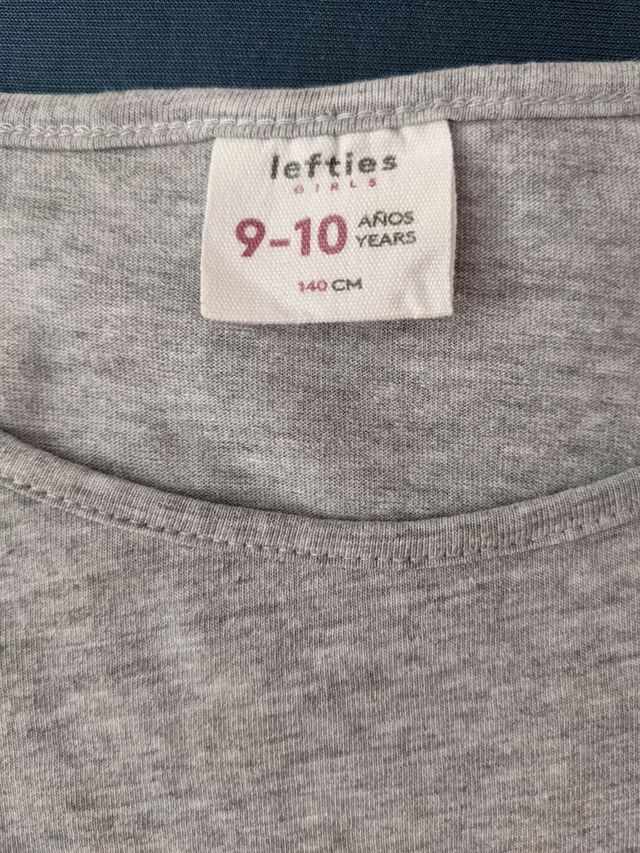 lefties
GIRLS
9-10 AÑOS
YEARS
140 CM